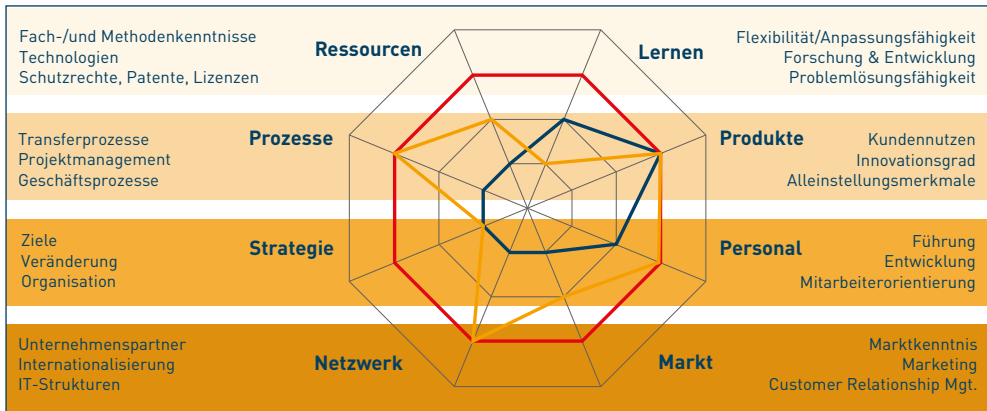 Fach-/und Methodenkenntnisse
Technologien
Schutzrechte, Patente, Lizenzen
Ressourcen
Lernen
Flexibilität/Anpassungsfähigkeit
Forschung & Entwicklung
Problemlösungsfähigkeit
Transferprozesse
Projektmanagement
Geschäftsprozesse
Prozesse
Produkte
Kundennutzen
Innovationsgrad
Alleinstellungsmerkmale
Ziele
Veränderung
Organisation
Strategie
Personal
Führung
Entwicklung
Mitarbeiterorientierung
Unternehmenspartner
Internationalisierung
IT-Strukturen
Netzwerk
Markt
Marktkenntnis
Marketing
Customer Relationship Mgt.